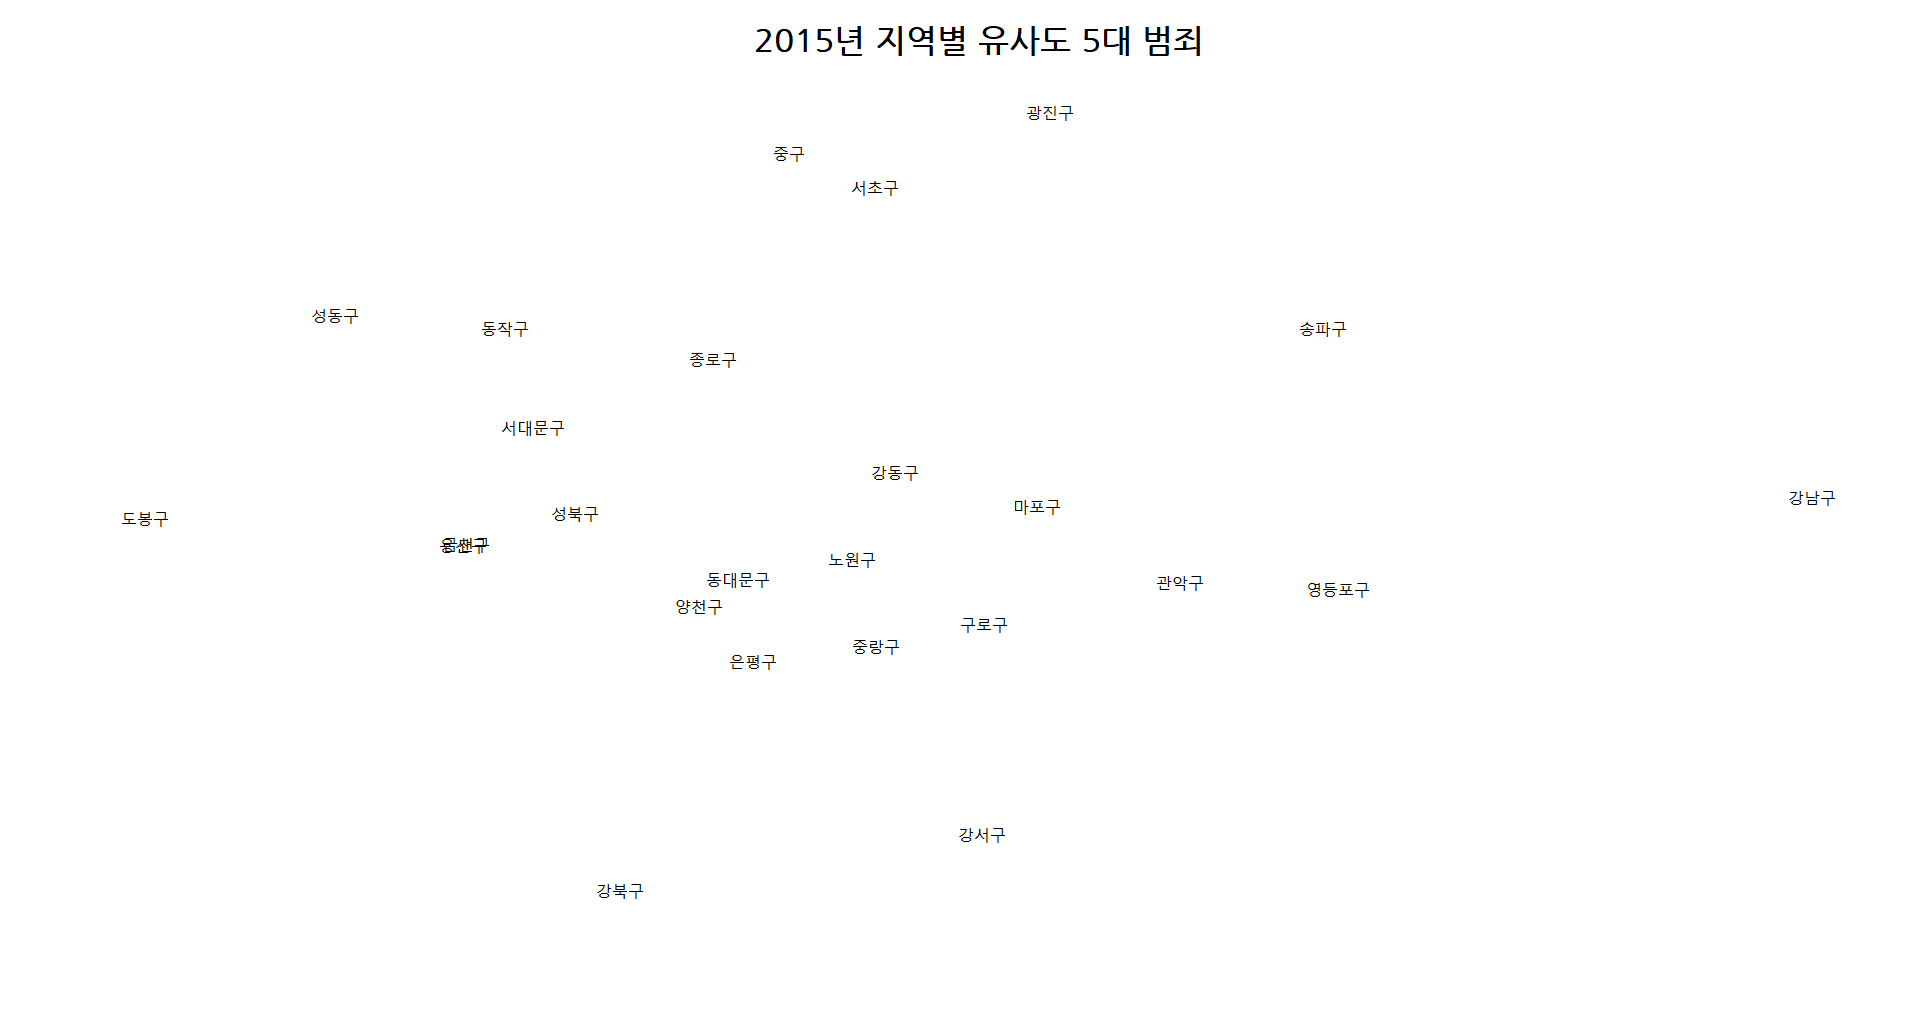 2015년 지역별 유사도 5대 범죄
광진구
중구
서초구
성동구
동작구
송파구
종로구
서대문구
강동구
강남구
마포구
성북구
도봉구
노원구
동대문구
관악구
영등포구
양천구
구로구
중랑구
은평구
강서구
강북구